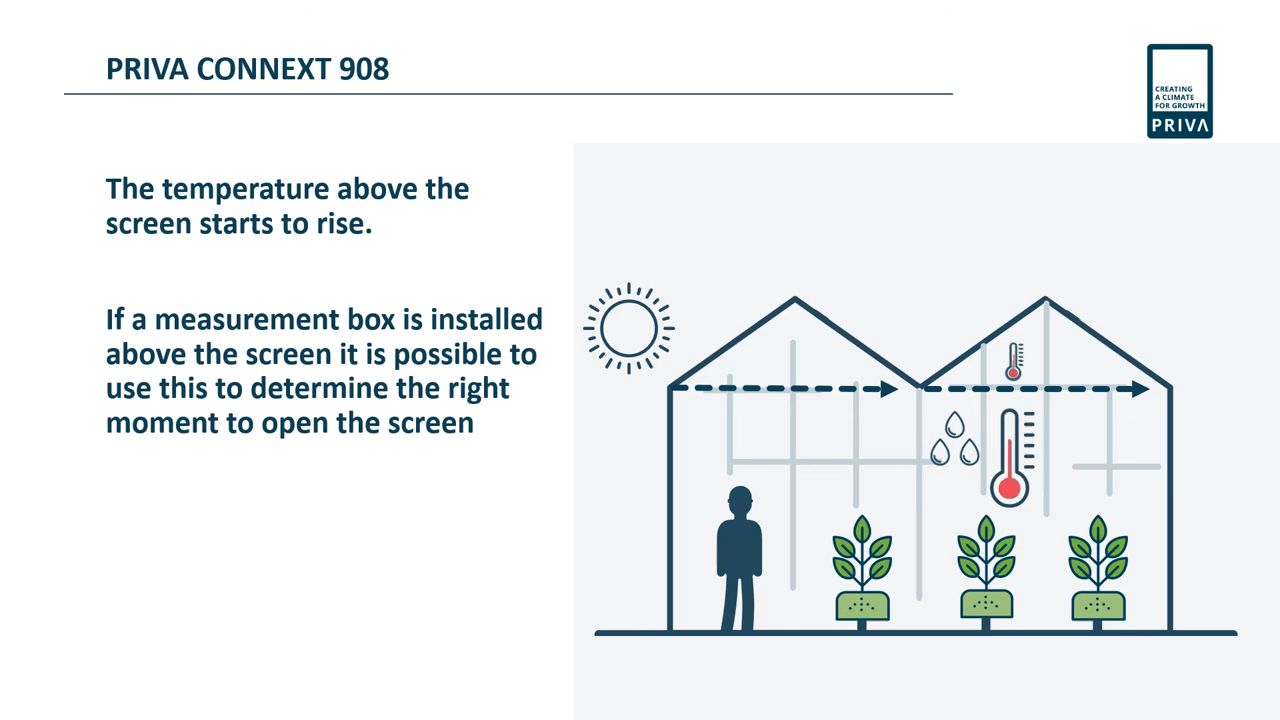 PRIVA CONNEXT 908
CREATING
A CLIMATE
FOR GROWTH
PRIVA
The temperature above the
screen starts to rise.
If a measurement box is installed
above the screen it is possible to
use this to determine the right
moment to open the screen